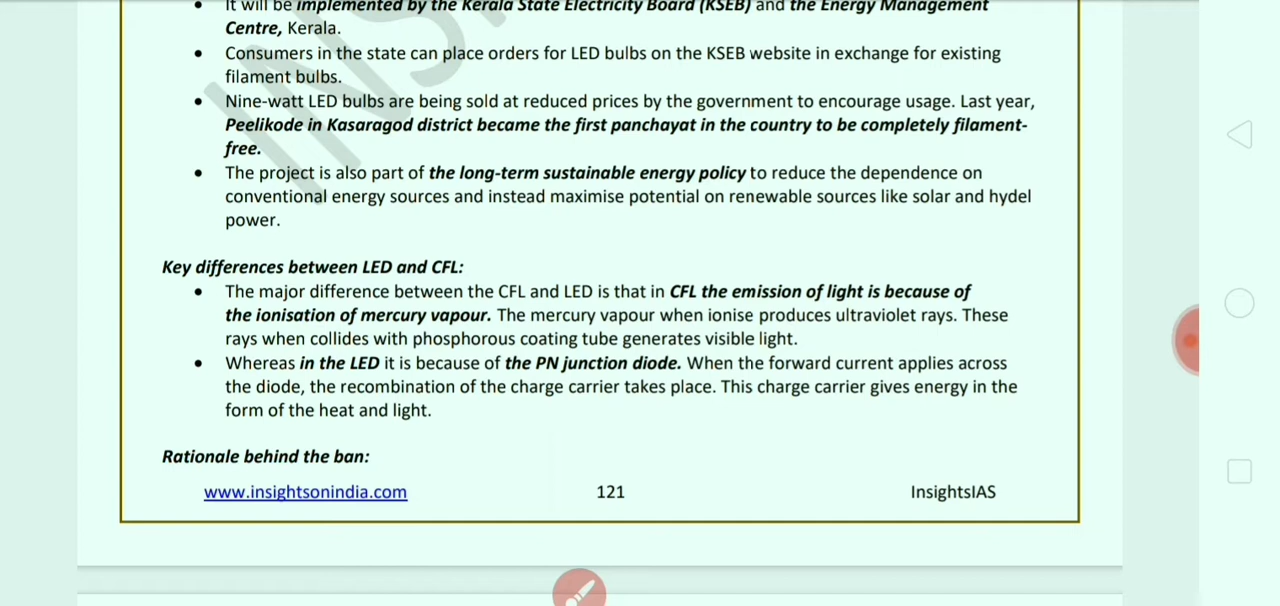 • It will be implemented by the Kerala State Electricity Board (KSEB) and the Energy Management
Centre, Kerala.
• Consumers in the state can place orders for LED bulbs on the KSEB website in exchange for existing
filament bulbs.
• Nine-watt LED bulbs are being sold at reduced prices by the government to encourage usage. Last year,
Peelikode in Kasaragod district became the first panchayat in the country to be completely filament-
free.
• The project is also part of the long-term sustainable energy policy to reduce the dependence on
conventional energy sources and instead maximise potential on renewable sources like solar and hydel
power.
Key differences between LED and CFL:
• The major difference between the CFL and LED is that in CFL the emission of light is because of
the ionisation of mercury vapour. The mercury vapour when ionise produces ultraviolet rays. These
rays when collides with phosphorous coating tube generates visible light.
• Whereas in the LED it is because of the PN junction diode. When the forward current applies across
the diode, the recombination of the charge carrier takes place. This charge carrier gives energy in the
form of the heat and light.
Rationale behind the ban:
www.insightsonindia.com 121 InsightsIAS